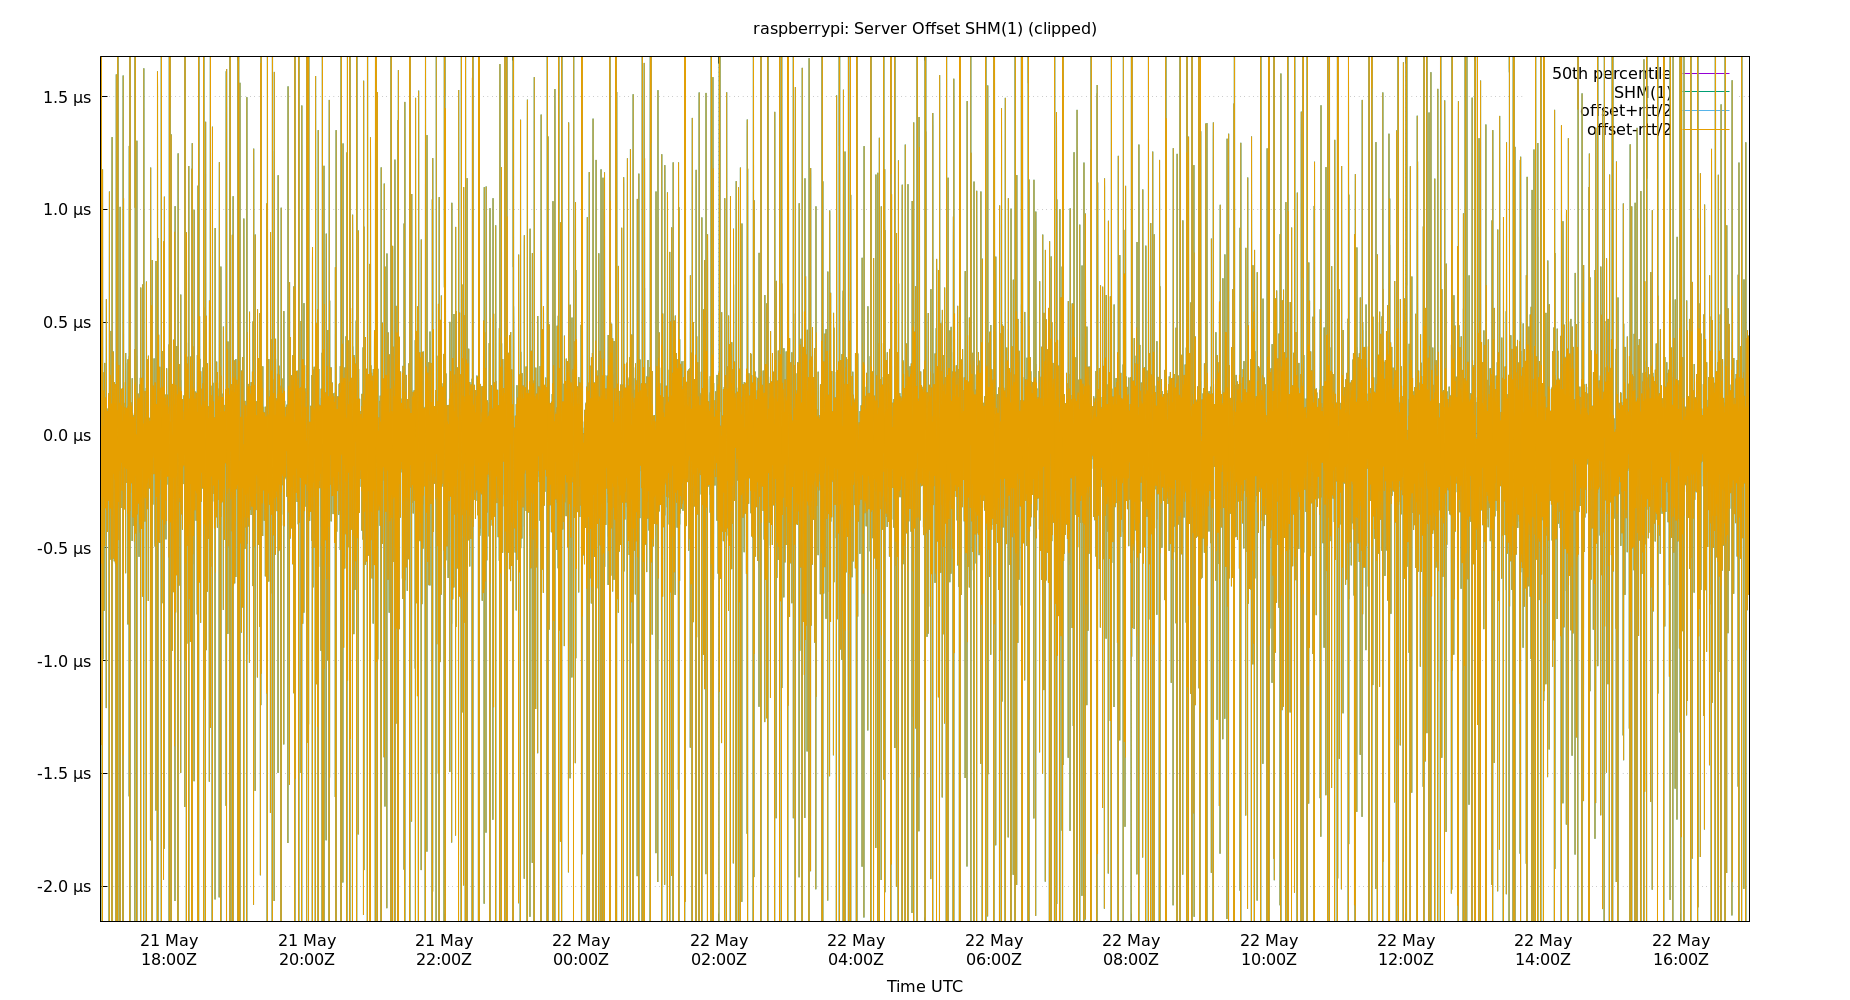 raspberrypi: Server Offset SHM(1) (clipped)
50th percentile
SHM(1)
offset+rtt/2
offset-rtt/2
1.5 µs
1.0 µs
0.5 µs
0.0 µs
-0.5 µs
-1.0 µs
-1.5 µs
-2.0 µs
21 May 21 May 21 May 22 May 22 May 22 May 22 May 22 May 22 May 22 May 22 May 22 May
18:00Z 20:00Z 22:00Z 00:00Z 02:00Z 04:00Z 06:00Z 08:00Z 10:00Z 12:00Z 14:00Z 16:00Z
Time UTC